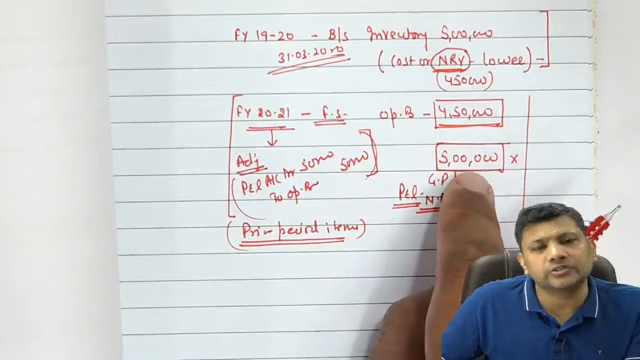 FY 19-20 - B/s Inventory 5,00,000
31.03.2020 (cost or NRV - lower)
(450000)
FY 20-21 - f.s. op.B - 4,50,000
Adj 50000
(P&L A/c Dr 50000 5,00,000 ×
To op. G.P
P&L N.P
(Prior period items)